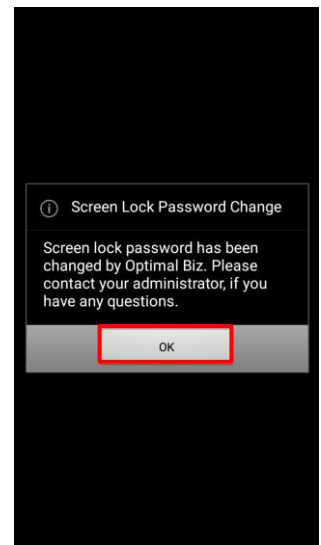 Screen Lock Password Change
Screen lock password has been
changed by Optimal Biz. Please
contact your administrator, if you
have any questions.
OK